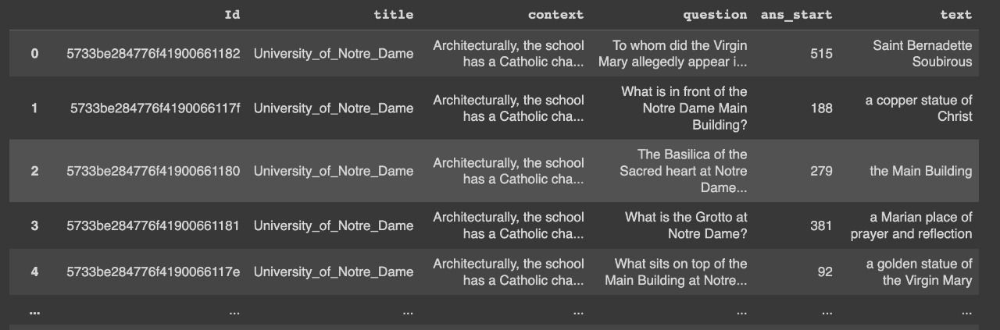 Id title context question ans_start text
0 5733be284776f41900661182 University_of_Notre_Dame Architecturally, the school has a Catholic cha... To whom did the Virgin Mary allegedly appear i... 515 Saint Bernadette Soubirous
1 5733be284776f4190066117f University_of_Notre_Dame Architecturally, the school has a Catholic cha... What is in front of the Notre Dame Main Building? 188 a copper statue of Christ
2 5733be284776f41900661180 University_of_Notre_Dame Architecturally, the school has a Catholic cha... The Basilica of the Sacred heart at Notre Dame... 279 the Main Building
3 5733be284776f41900661181 University_of_Notre_Dame Architecturally, the school has a Catholic cha... What is the Grotto at Notre Dame? 381 a Marian place of prayer and reflection
4 5733be284776f4190066117e University_of_Notre_Dame Architecturally, the school has a Catholic cha... What sits on top of the Main Building at Notre... 92 a golden statue of the Virgin Mary
... ... ... ... ... ... ...